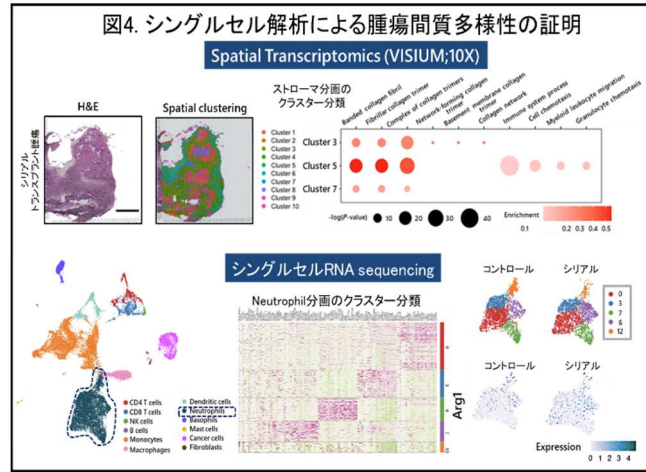 図4. シングルセル解析による腫瘍間質多様性の証明
Spatial Transcriptomics (VISIUM;10X)
H&E
Spatial clustering
シリアル
トランスプラント腫瘍
Cluster 1
Cluster 2
Cluster 3
Cluster 4
Cluster 5
Cluster 6
Cluster 7
Cluster 8
Cluster 9
Cluster 10
ストローマ分画の
クラスター分類
Banded collagen fibril
Fibrillar collagen trimer
Complex of collagen trimers
Network-forming collagen trimer
Basement membrane collagen trimer
Collagen network
Immune system process
Cell chemotaxis
Myeloid leukocyte migration
Granulocyte chemotaxis
Cluster 3
Cluster 5
Cluster 7
-log(P-value)
10
20
30
40
Enrichment
0.1
0.2
0.3
0.4
0.5
シングルセルRNA sequencing
CD4 T cells
CD8 T cells
NK cells
B cells
Monocytes
Macrophages
Dendritic cells
Neutrophils
Basophils
Mast cells
Cancer cells
Fibroblasts
Neutrophil分画のクラスター分類
コントロール
シリアル
0
3
7
6
12
Arg1
コントロール
シリアル
Expression
0 1 2 3 4